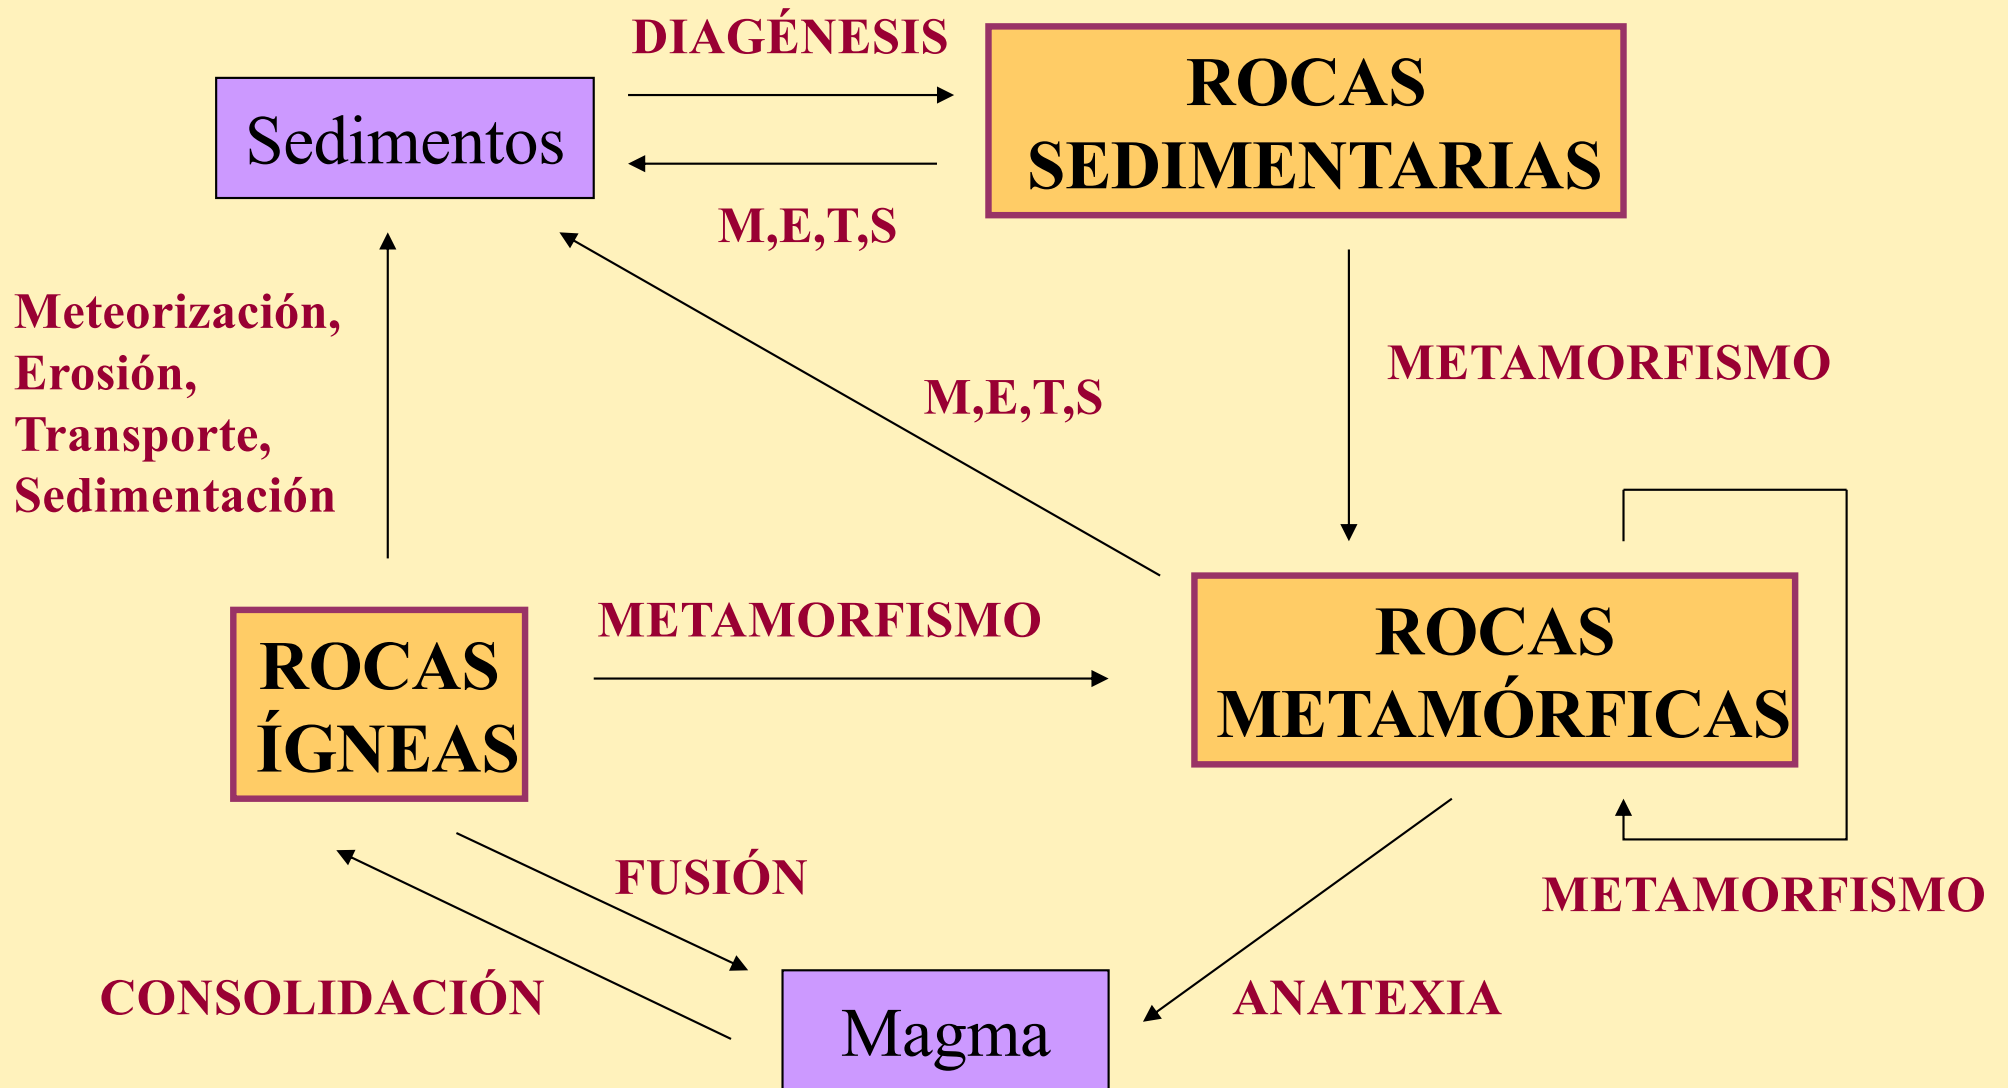 DIAGÉNESIS
ROCAS
SEDIMENTARIAS
Sedimentos
M,E,T,S
Meteorización,
Erosión,
Transporte,
Sedimentación
M,E,T,S
METAMORFISMO
METAMORFISMO
ROCAS
ÍGNEAS
ROCAS
METAMÓRFICAS
FUSIÓN
METAMORFISMO
CONSOLIDACIÓN
ANATEXIA
Magma